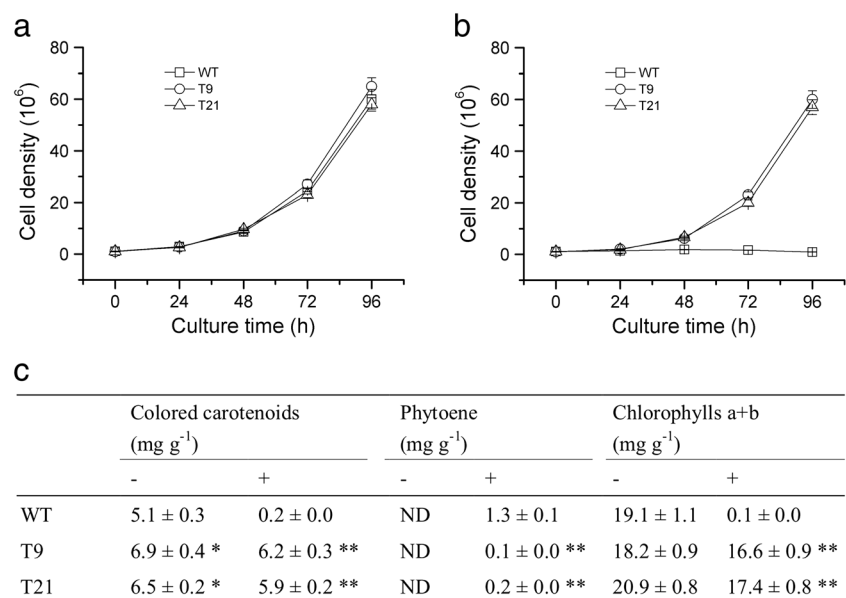 a
80
60
40
20
0
Cell density (10⁶)
WT
T9
T21
0 24 48 72 96
Culture time (h)
b
80
60
40
20
0
Cell density (10⁶)
WT
T9
T21
0 24 48 72 96
Culture time (h)
c
Colored carotenoids Phytoene Chlorophylls a+b
(mg g⁻¹) (mg g⁻¹) (mg g⁻¹)
- + - + - +
WT 5.1 ± 0.3 0.2 ± 0.0 ND 1.3 ± 0.1 19.1 ± 1.1 0.1 ± 0.0
T9 6.9 ± 0.4 * 6.2 ± 0.3 ** ND 0.1 ± 0.0 ** 18.2 ± 0.9 16.6 ± 0.9 **
T21 6.5 ± 0.2 * 5.9 ± 0.2 ** ND 0.2 ± 0.0 ** 20.9 ± 0.8 17.4 ± 0.8 **